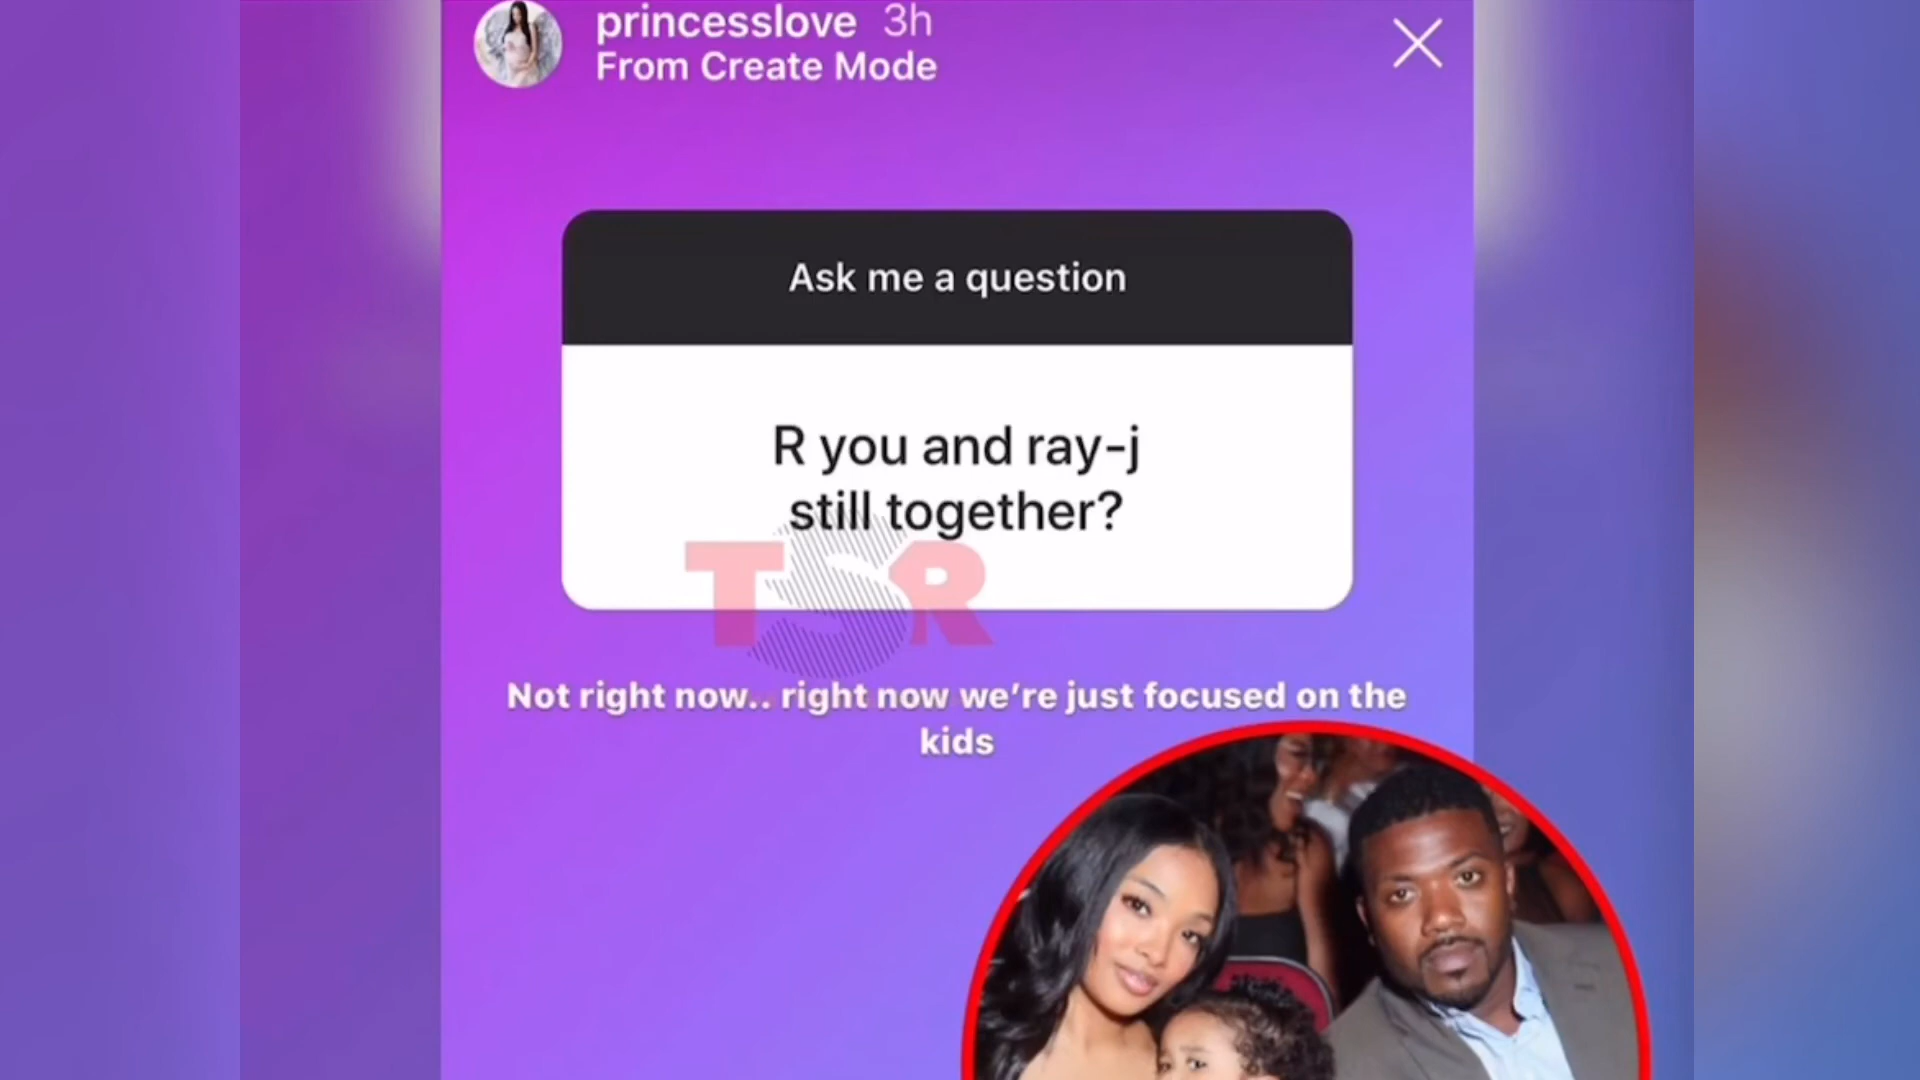 princesslove 3h
From Create Mode
Ask me a question
R you and ray-j
still together?
TSR
Not right now.. right now we're just focused on the
kids